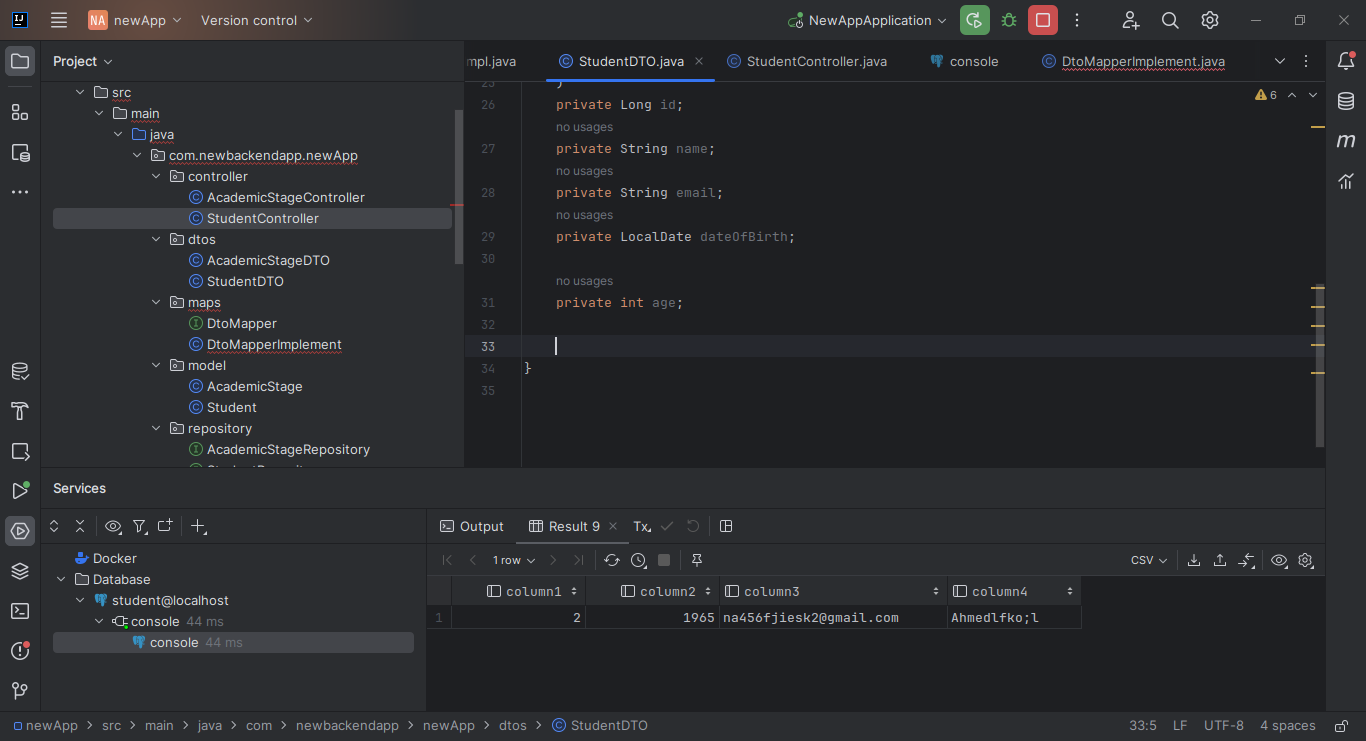 NA newApp Version control NewAppApplication
Project
mpl.java StudentDTO.java StudentController.java console DtoMapperImplement.java
src
main
java
com.newbackendapp.newApp
controller
AcademicStageController
StudentController
dtos
AcademicStageDTO
StudentDTO
maps
DtoMapper
DtoMapperImplement
model
AcademicStage
Student
repository
AcademicStageRepository
6
25 }
26 private Long id;
no usages
27 private String name;
no usages
28 private String email;
no usages
29 private LocalDate dateOfBirth;
30
no usages
31 private int age;
32
33
34 }
35
Services
Docker
Database
student@localhost
console 44 ms
console 44 ms
Output Result 9 Tx
1 row CSV
column1 column2 column3 column4
1 2 1965 na456fjiesk2@gmail.com Ahmedlfko;l
newApp > src > main > java > com > newbackendapp > newApp > dtos > StudentDTO 33:5 LF UTF-8 4 spaces